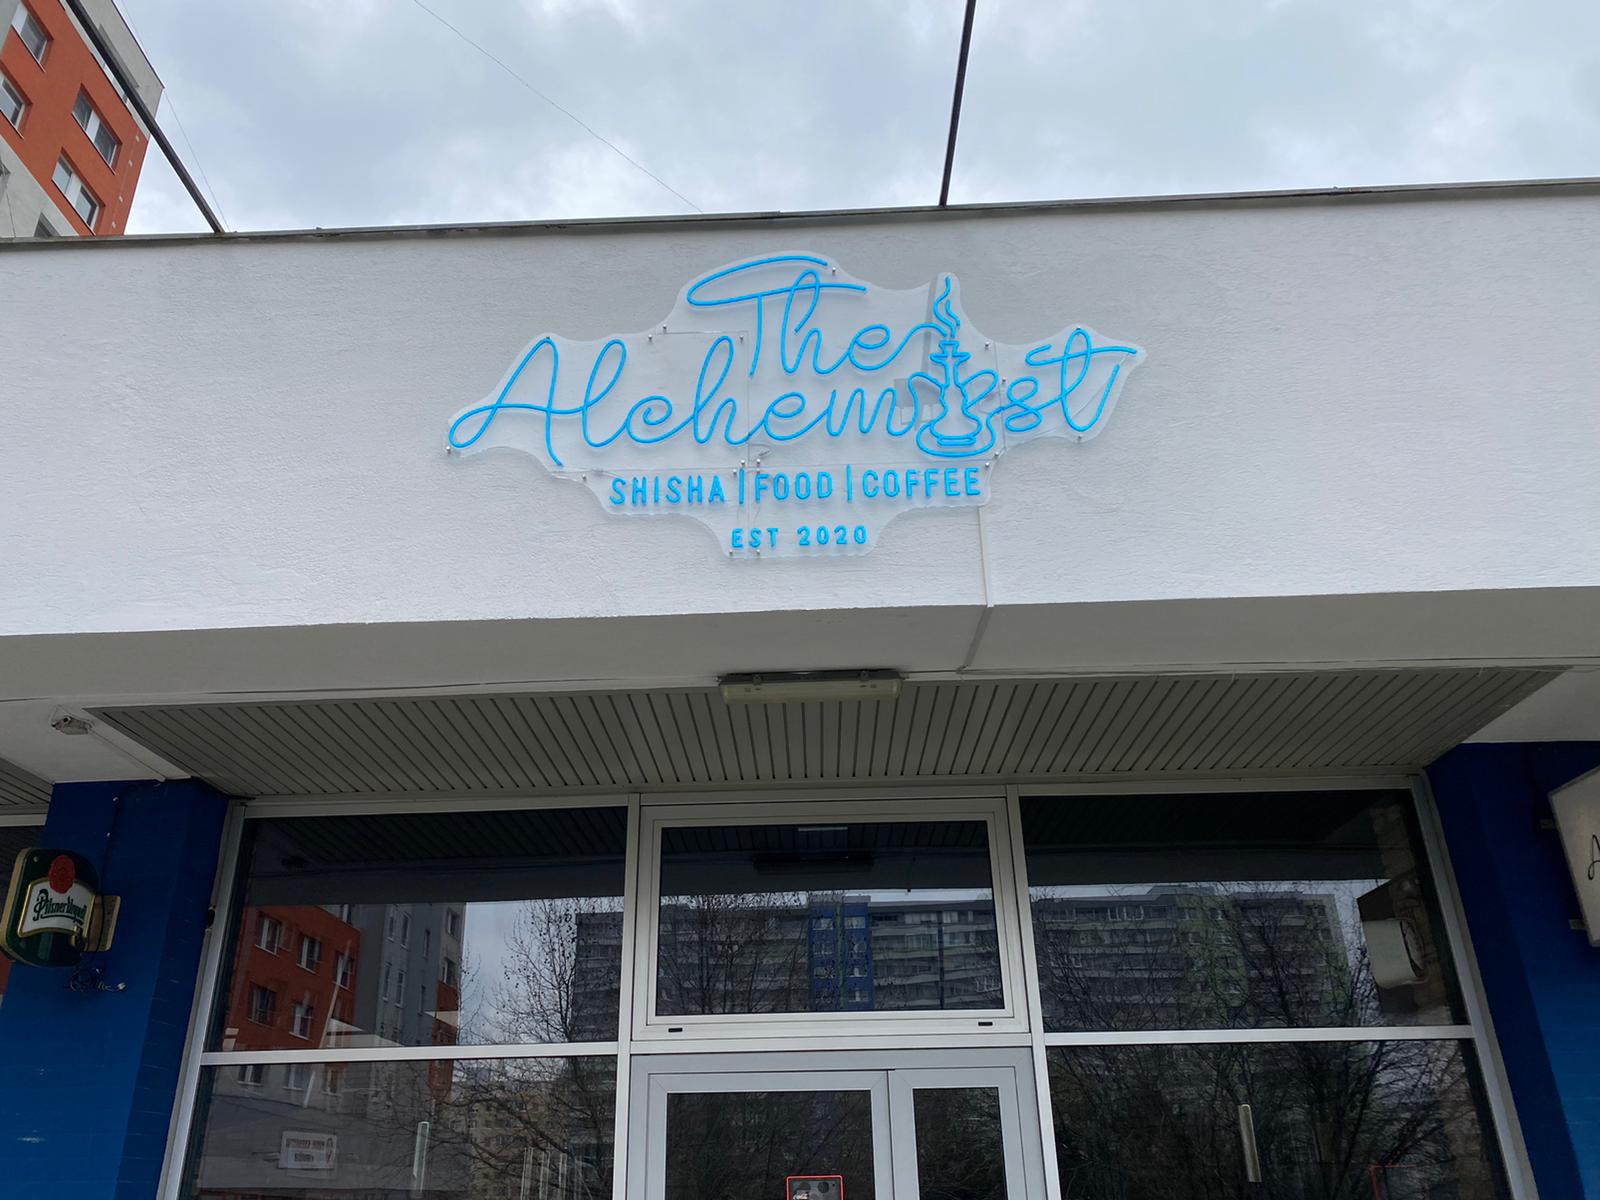 The
Alchemist
SHISHA | FOOD | COFFEE
EST 2020
Pilsner Urquell